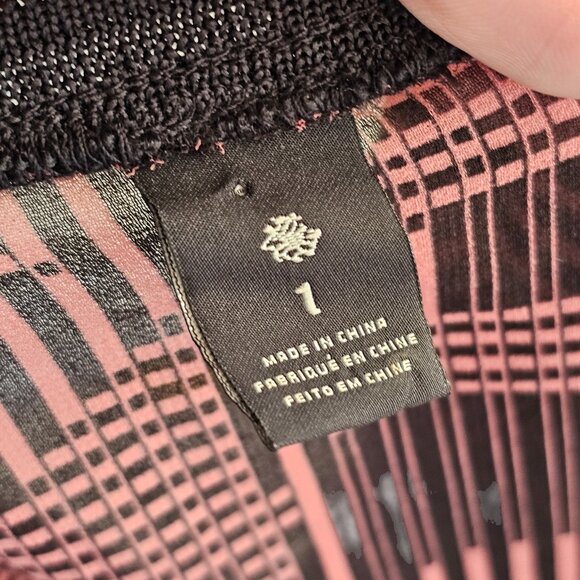 1
MADE IN CHINA
FABRIQUÉ EN CHINE
FEITO EM CHINE